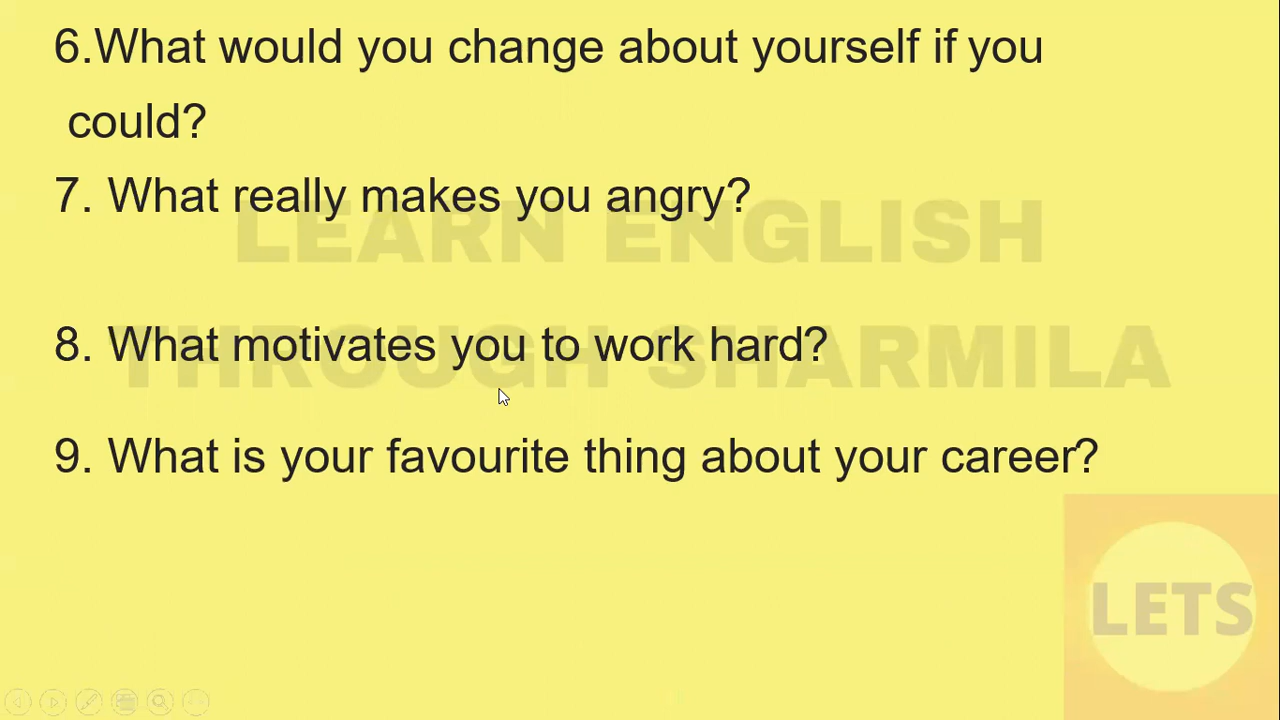 6.What would you change about yourself if you
could?
7. What really makes you angry?
LEARN ENGLISH
8. What motivates you to work hard?
THROUGH SHARMILA
9. What is your favourite thing about your career?
LETS